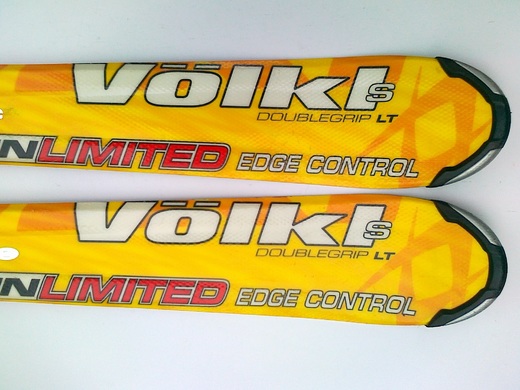 Völkl s
DOUBLEGRIP LT
NLIMITED EDGE CONTROL
Völkl s
DOUBLEGRIP LT
NLIMITED EDGE CONTROL